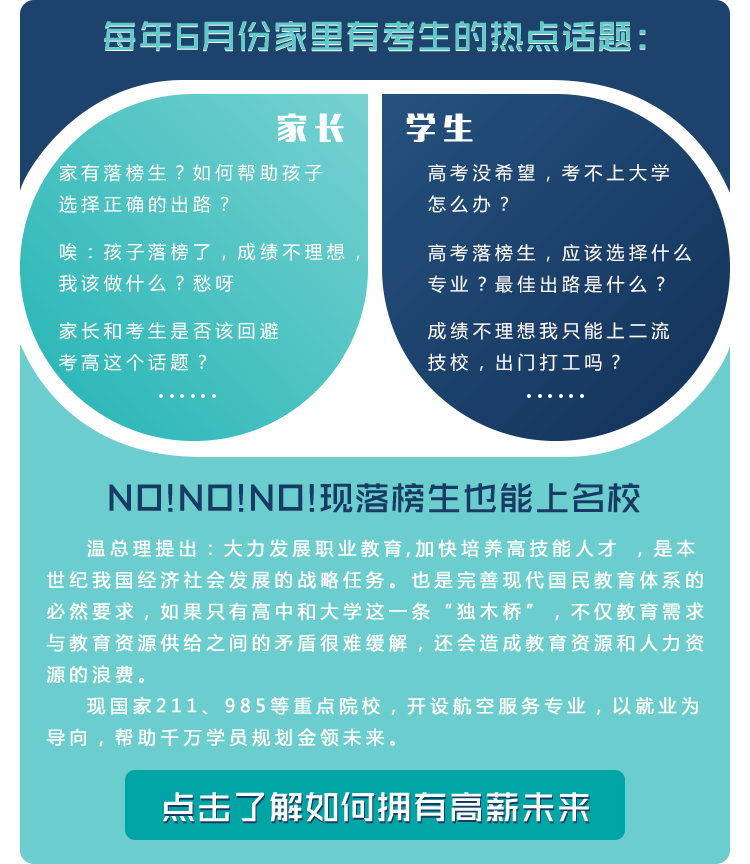 每年6月份家里有考生的热点话题：
家长
家有落榜生？如何帮助孩子
选择正确的出路？
唉：孩子落榜了，成绩不理想，
我该做什么？愁呀
家长和考生是否该回避
考高这个话题？
······
学生
高考没希望，考不上大学
怎么办？
高考落榜生，应该选择什么
专业？最佳出路是什么？
成绩不理想我只能上二流
技校，出门打工吗？
······
NO!NO!NO!现落榜生也能上名校
温总理提出：大力发展职业教育,加快培养高技能人才 ，是本
世纪我国经济社会发展的战略任务。也是完善现代国民教育体系的
必然要求，如果只有高中和大学这一条“独木桥”，不仅教育需求
与教育资源供给之间的矛盾很难缓解，还会造成教育资源和人力资
源的浪费。
现国家211、985等重点院校，开设航空服务专业，以就业为
导向，帮助千万学员规划金领未来。
点击了解如何拥有高薪未来